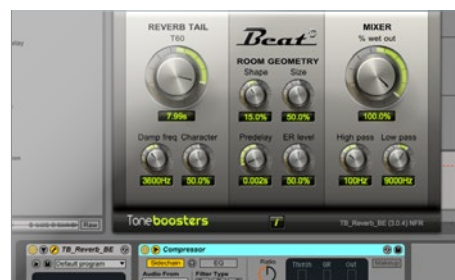 REVERB TAIL
T60
7.99s
Damp freq Character
3600Hz 50.0%
Beat
ROOM GEOMETRY
Shape Size
15.0% 50.0%
Predelay ER level
0.002s 50.0%
MIXER
% wet out
100.0%
High pass Low pass
100Hz 9000Hz
elay
Raw
Toneboosters
i
TB_Reverb_BE (3.0.4) NFR
TB_Reverb_BE
Default program
Compressor
Sidechain EQ
Audio From Filter Type
Ratio
Thresh GR Out
Makeup